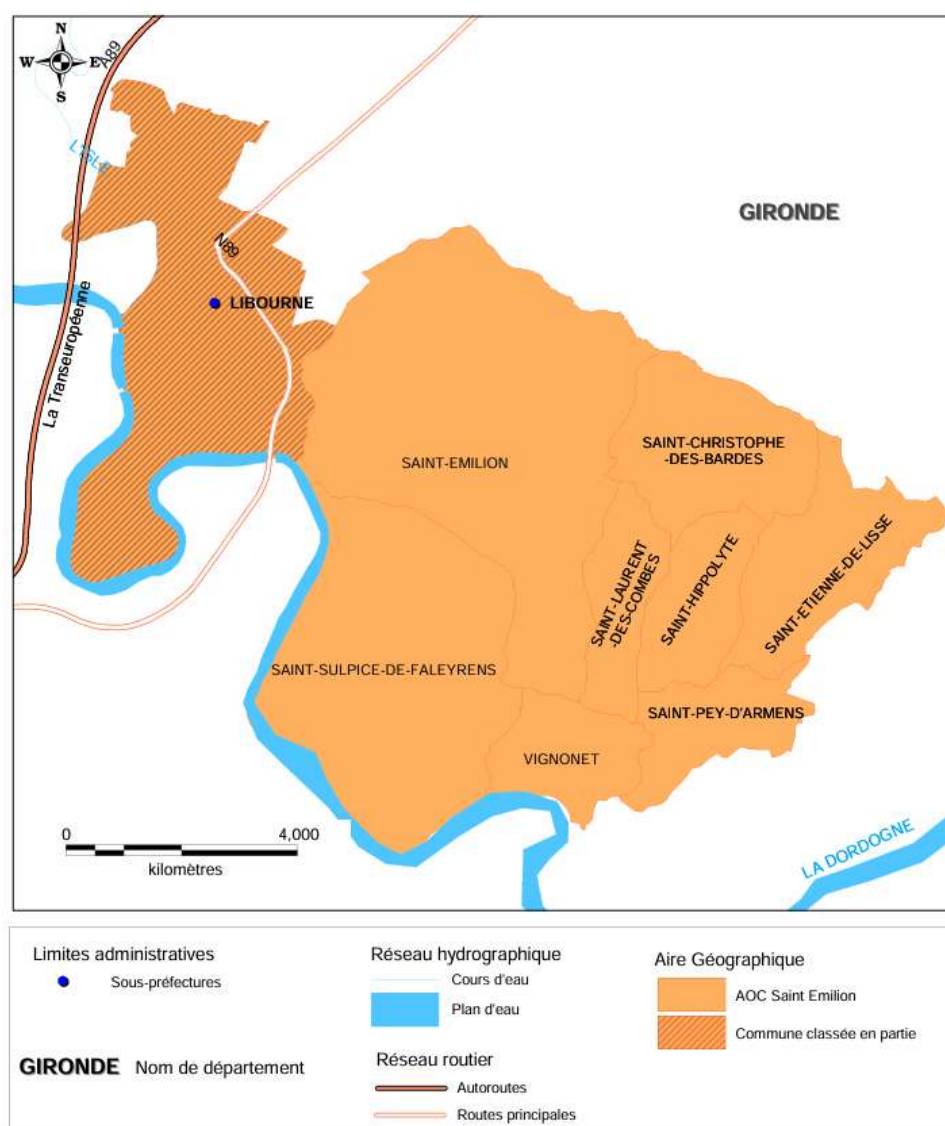 N
W
E
S
A89
L'ISLE
GIRONDE
N89
LIBOURNE
La Transeuropéenne
SAINT-CHRISTOPHE
-DES-BARDES
SAINT-EMILION
SAINT-LAURENT
-DES-COMBES
SAINT-HIPPOLYTE
SAINT-ETIENNE-DE-LISSE
SAINT-SULPICE-DE-FALEYRENS
SAINT-PEY-D'ARMENS
VIGNONET
0
4,000
kilomètres
LA DORDOGNE
Limites administratives
Sous-préfectures
GIRONDE Nom de département
Réseau hydrographique
Cours d'eau
Plan d'eau
Réseau routier
Autoroutes
Routes principales
Aire Géographique
AOC Saint Emilion
Commune classée en partie